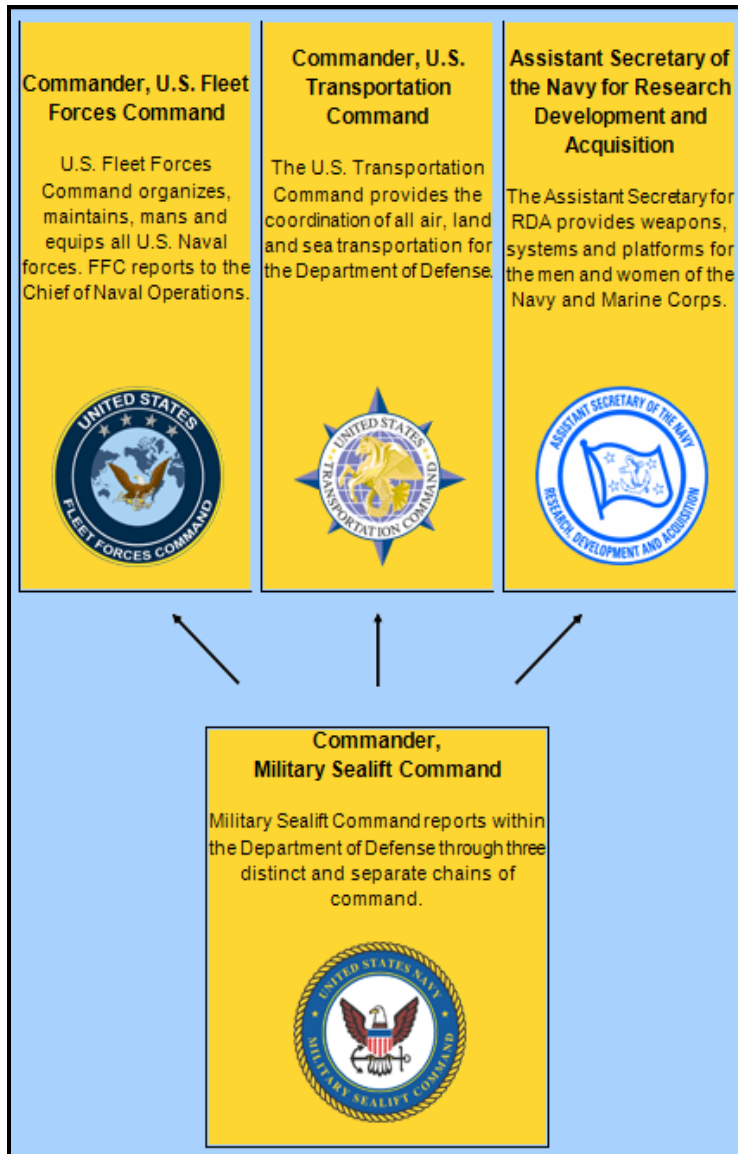 Commander, U.S. Fleet
Forces Command
U.S. Fleet Forces
Command organizes,
maintains, mans and
equips all U.S. Naval
forces. FFC reports to the
Chief of Naval Operations.
UNITED STATES
FLEET FORCES COMMAND
Commander, U.S.
Transportation
Command
The U.S. Transportation
Command provides the
coordination of all air, land
and sea transportation for
the Department of Defense.
UNITED STATES
TRANSPORTATION COMMAND
Assistant Secretary of
the Navy for Research
Development and
Acquisition
The Assistant Secretary for
RDA provides weapons,
systems and platforms for
the men and women of the
Navy and Marine Corps.
ASSISTANT SECRETARY OF THE NAVY
RESEARCH, DEVELOPMENT AND ACQUISITION
Commander,
Military Sealift Command
Military Sealift Command reports within
the Department of Defense through three
distinct and separate chains of
command.
UNITED STATES NAVY
MILITARY SEALIFT COMMAND